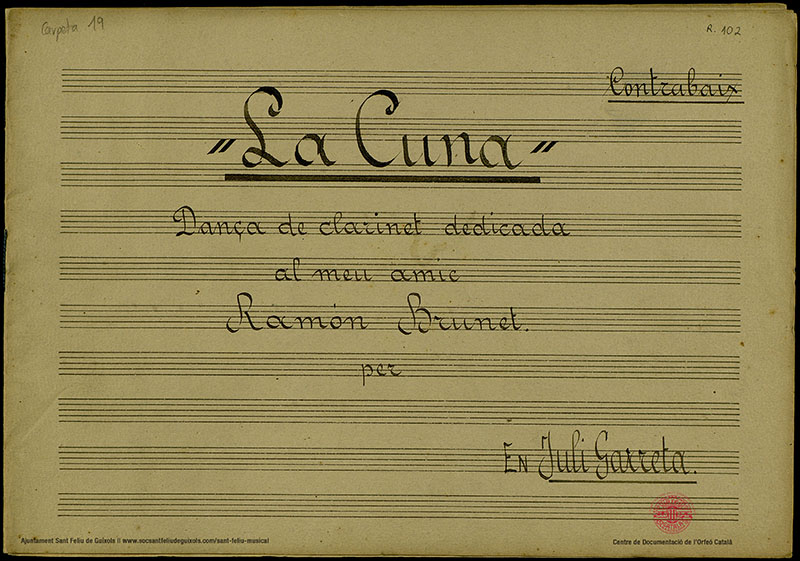 Carpeta 19
R. 102
Contrabaix
"La Cuna"
Dança de clarinet dedicada
al meu amic
Ramón Brunet.
per
En Juli Garreta.
Ajuntament Sant Feliu de Guíxols || www.socsantfeliudeguixols.com/sant-feliu-musical
Centre de Documentació de l'Orfeó Català